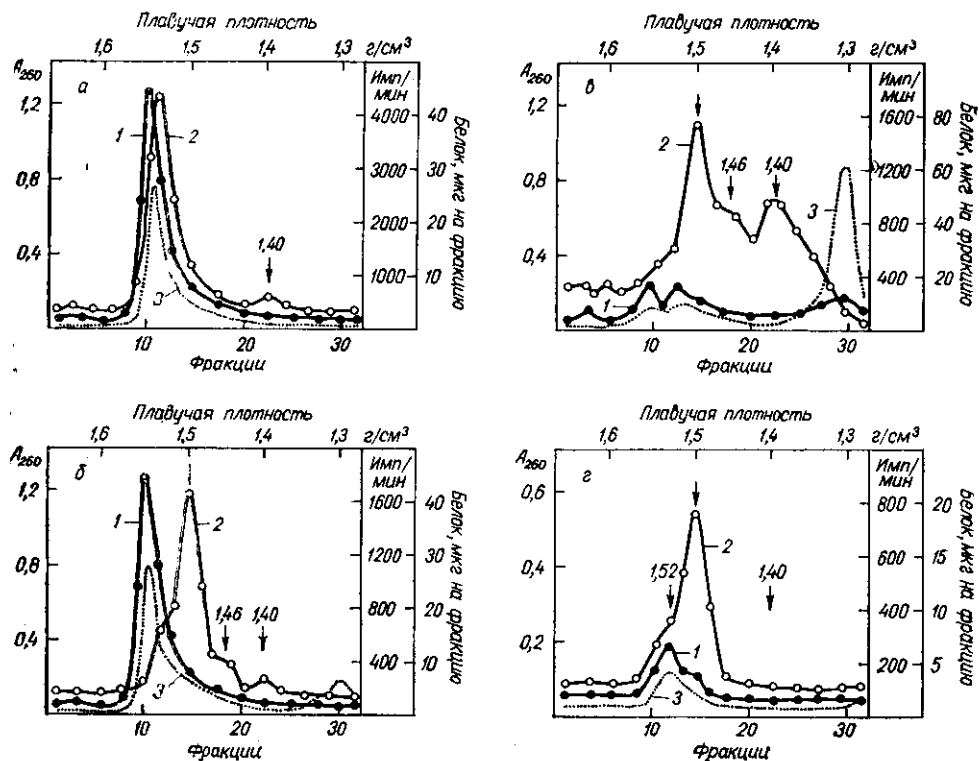 Плавучая плотность
1,6 1,5 1,4 1,3 г/см³
A260
а
Имп/
мин
1,2
0,8
0,4
1
2
3
1,40
4000
3000
2000
1000
40
30
20
10
Белок, мкг на фракцию
10 20 30
Фракции
Плавучая плотность
1,6 1,5 1,4 1,3 г/см³
A260
в
Имп/
мин
1,2
0,8
0,4
2
1,46
1,40
3
1
1600
1200
800
400
80
60
40
20
Белок, мкг на фракцию
10 20 30
Фракции
Плавучая плотность
1,6 1,5 1,4 1,3 г/см³
A260
б
Имп/
мин
1,2
0,8
0,4
1
2
1,46
1,40
3
1600
1200
800
400
40
30
20
10
Белок, мкг на фракцию
10 20 30
Фракции
Плавучая плотность
1,6 1,5 1,4 1,3 г/см³
A260
г
Имп/
мин
0,6
0,4
0,2
2
1,52
1,40
1
3
800
600
400
200
20
15
10
5
Белок, мкг на фракцию
10 20 30
Фракции